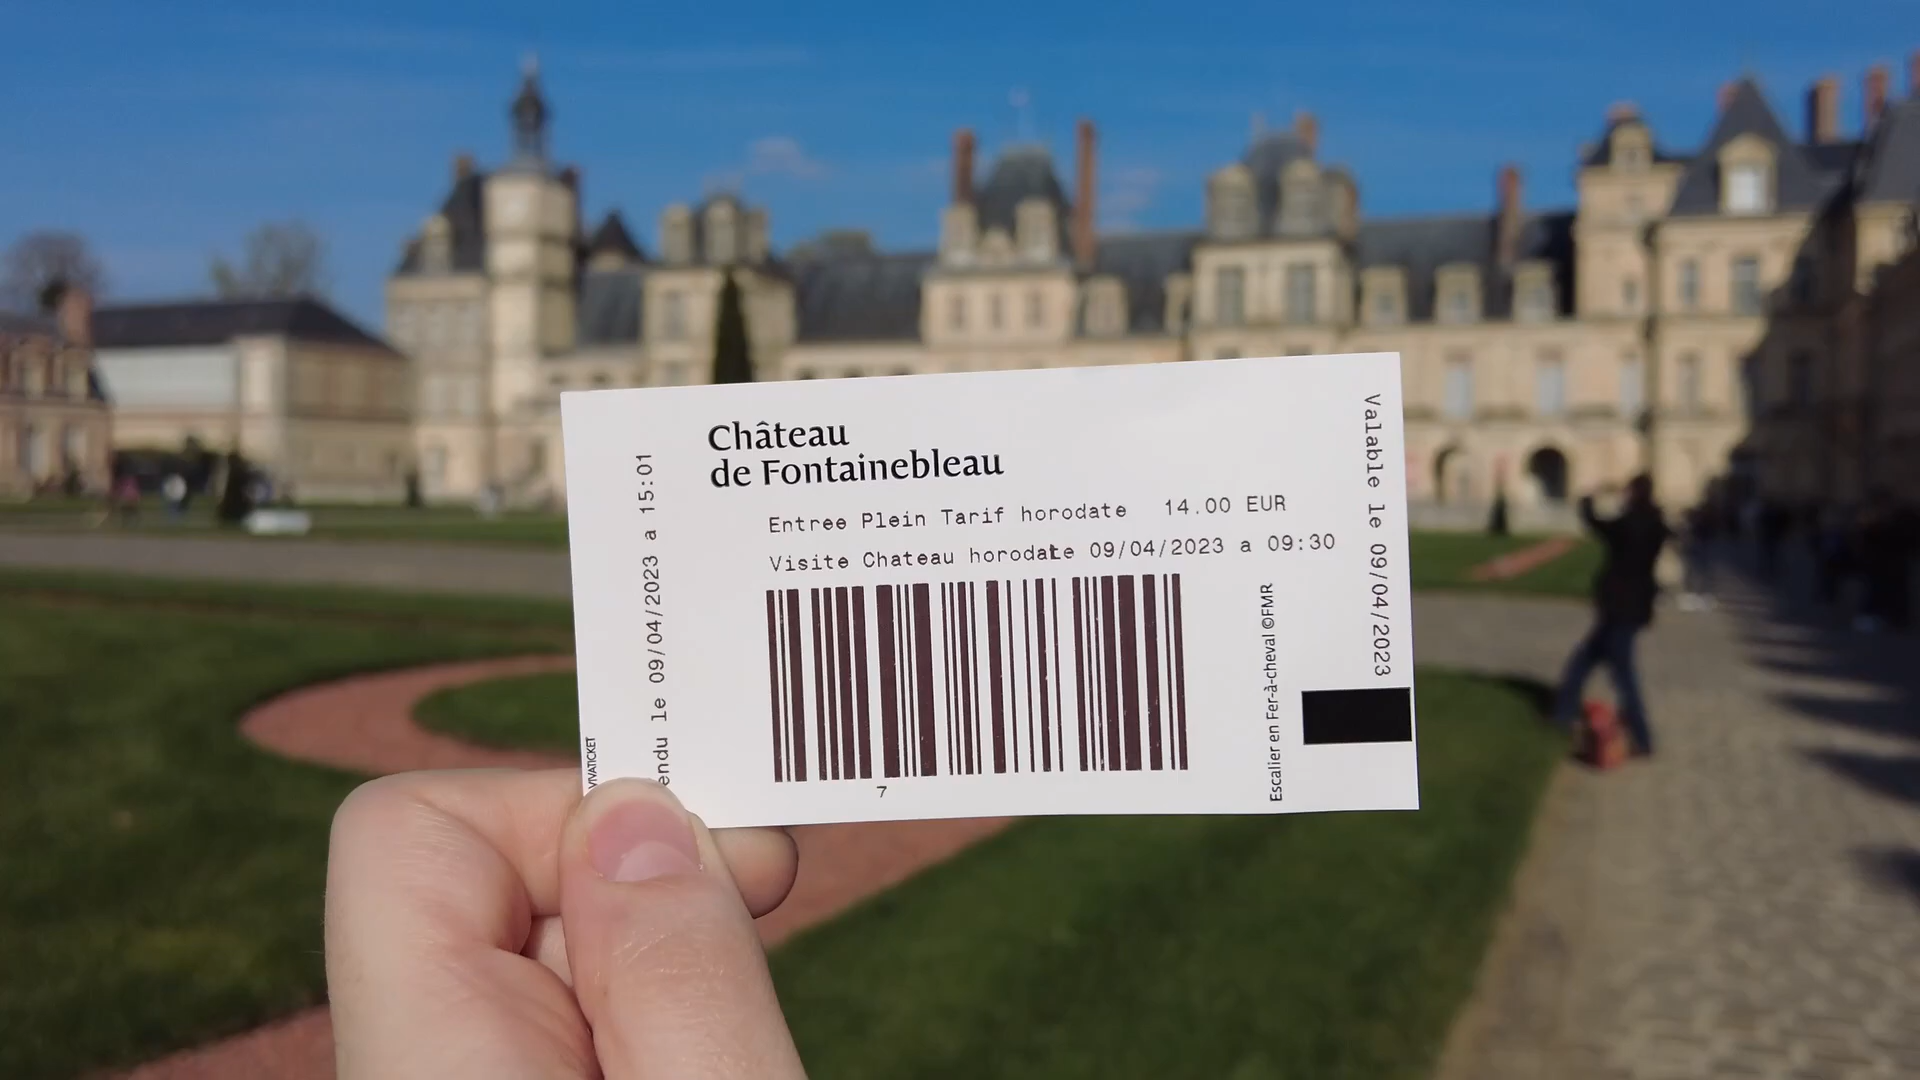 Château
de Fontainebleau
Entree Plein Tarif horodate 14.00 EUR
Visite Chateau horodate 09/04/2023 a 09:30
7
endu le 09/04/2023 a 15:01
VIVATICKET
Escalier en Fer-à-cheval ©FMR
Valable le 09/04/2023